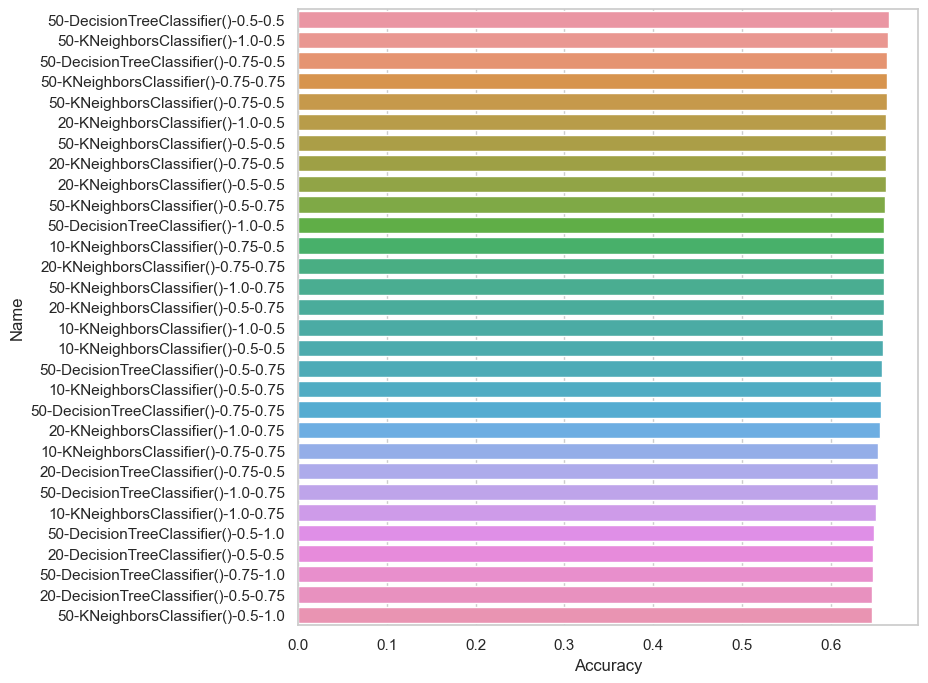 50-DecisionTreeClassifier()-0.5-0.5
50-KNeighborsClassifier()-1.0-0.5
50-DecisionTreeClassifier()-0.75-0.5
50-KNeighborsClassifier()-0.75-0.75
50-KNeighborsClassifier()-0.75-0.5
20-KNeighborsClassifier()-1.0-0.5
50-KNeighborsClassifier()-0.5-0.5
20-KNeighborsClassifier()-0.75-0.5
20-KNeighborsClassifier()-0.5-0.5
50-KNeighborsClassifier()-0.5-0.75
50-DecisionTreeClassifier()-1.0-0.5
10-KNeighborsClassifier()-0.75-0.5
20-KNeighborsClassifier()-0.75-0.75
50-KNeighborsClassifier()-1.0-0.75
20-KNeighborsClassifier()-0.5-0.75
10-KNeighborsClassifier()-1.0-0.5
10-KNeighborsClassifier()-0.5-0.5
50-DecisionTreeClassifier()-0.5-0.75
10-KNeighborsClassifier()-0.5-0.75
50-DecisionTreeClassifier()-0.75-0.75
20-KNeighborsClassifier()-1.0-0.75
10-KNeighborsClassifier()-0.75-0.75
20-DecisionTreeClassifier()-0.75-0.5
50-DecisionTreeClassifier()-1.0-0.75
10-KNeighborsClassifier()-1.0-0.75
50-DecisionTreeClassifier()-0.5-1.0
20-DecisionTreeClassifier()-0.5-0.5
50-DecisionTreeClassifier()-0.75-1.0
20-DecisionTreeClassifier()-0.5-0.75
50-KNeighborsClassifier()-0.5-1.0
Name
0.0 0.1 0.2 0.3 0.4 0.5 0.6
Accuracy